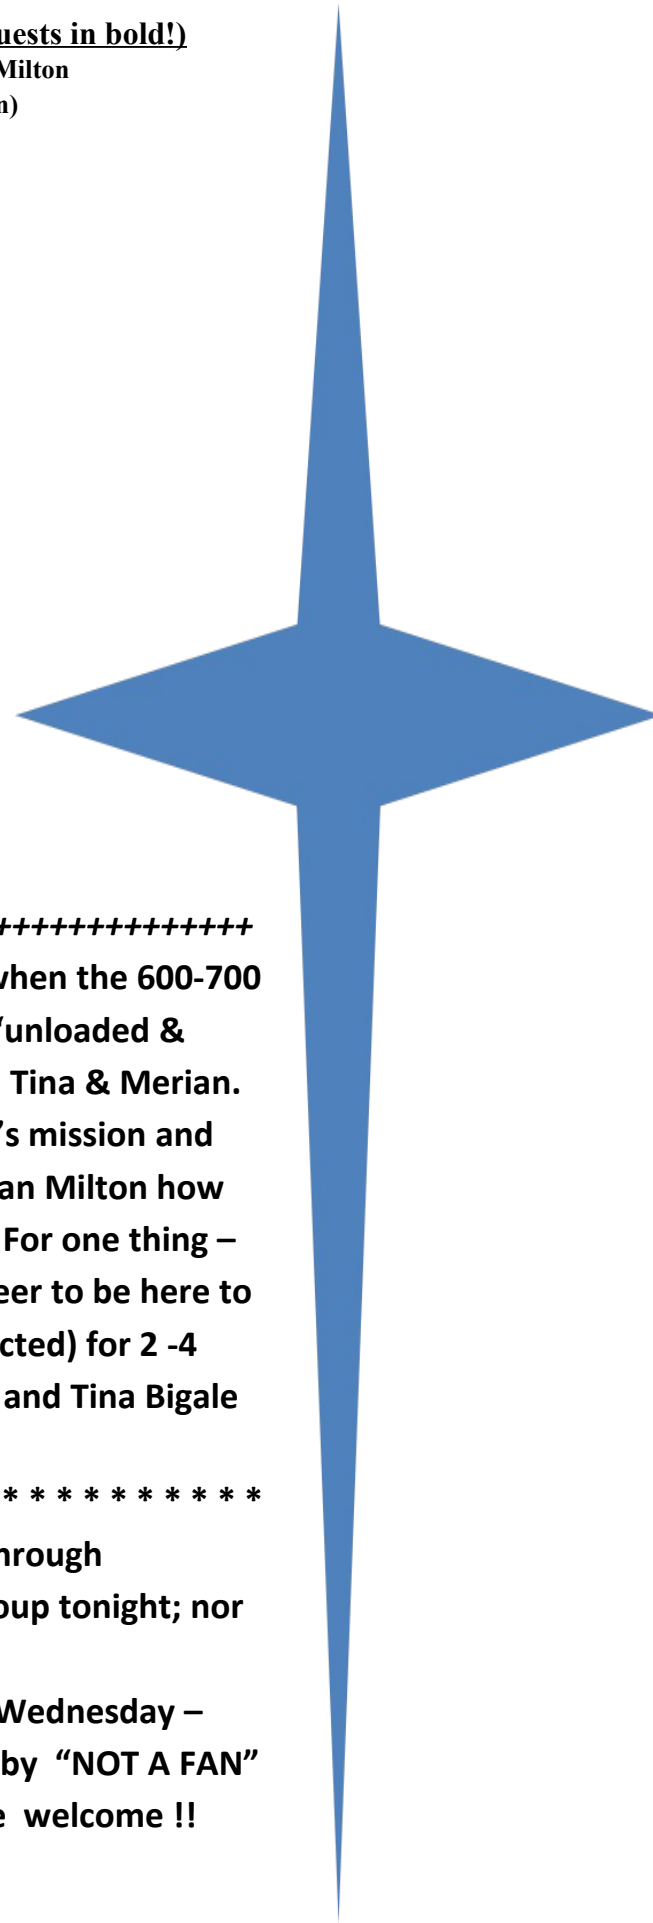 uests in bold!)
Milton
n)
++++++++++++++
when the 600-700
“unloaded &
Tina & Merian.
’s mission and
an Milton how
For one thing –
eer to be here to
cted) for 2 -4
and Tina Bigale
* * * * * * * * * *
hrough
oup tonight; nor
Wednesday –
by “NOT A FAN”
e welcome !!